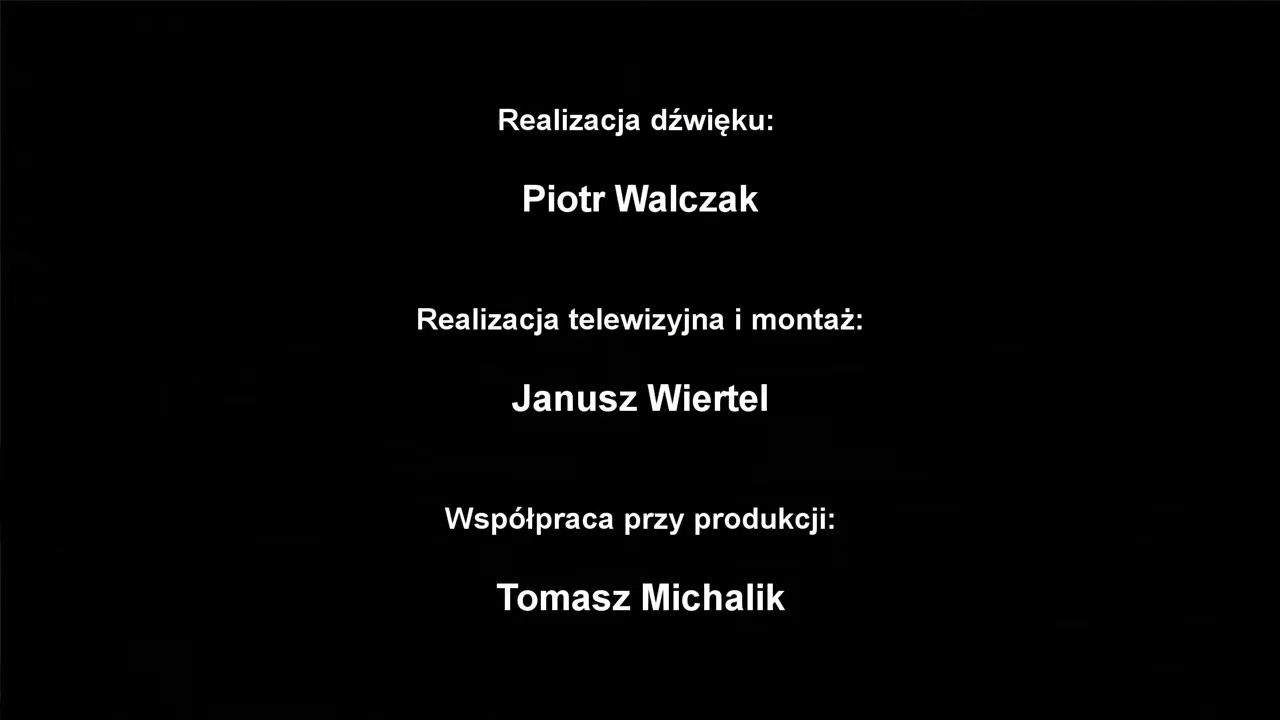 Realizacja dźwięku:
Piotr Walczak
Realizacja telewizyjna i montaż:
Janusz Wiertel
Współpraca przy produkcji:
Tomasz Michalik